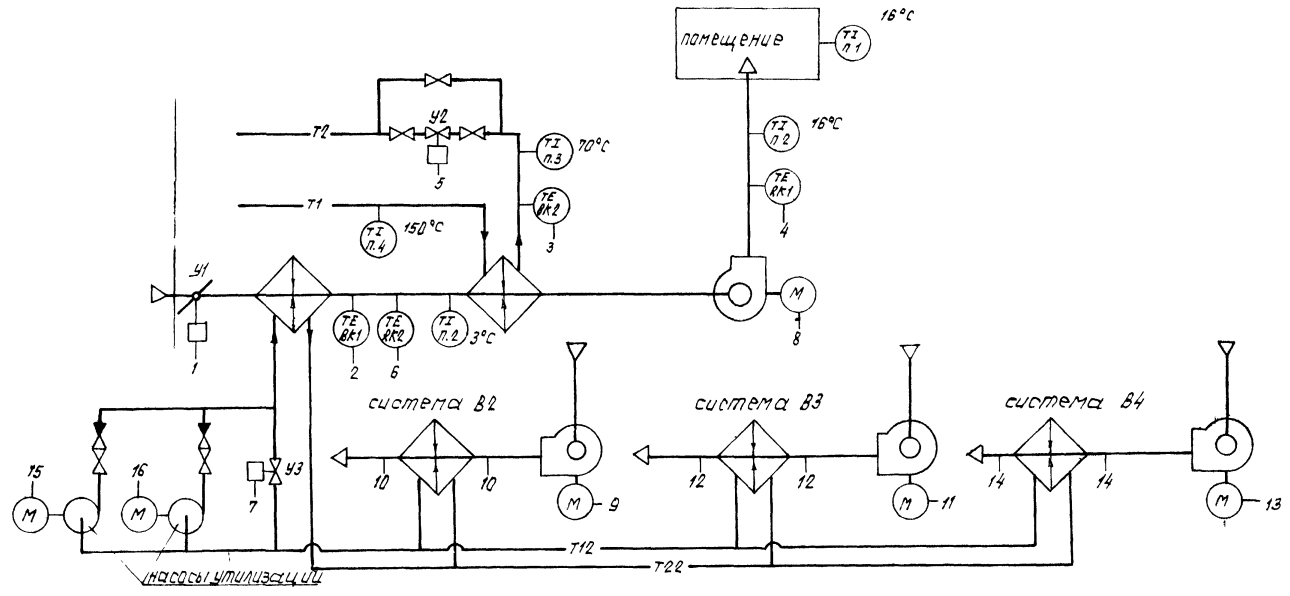 16°C
помещение
TI
п.1
У2
Т2
TI
п.2
16°C
TI
п.3
70°C
5
TE
RK1
Т1
TE
ВК2
4
TI
п.4
150°C
3
У1
М
TE
ВК1
TE
RK2
TI
п.2
3°C
8
1
2
6
система В2
система В3
система В4
15
16
У3
10
10
12
12
14
14
7
М
М
М
9
М
11
М
13
Т12
Т22
насосы утилизации